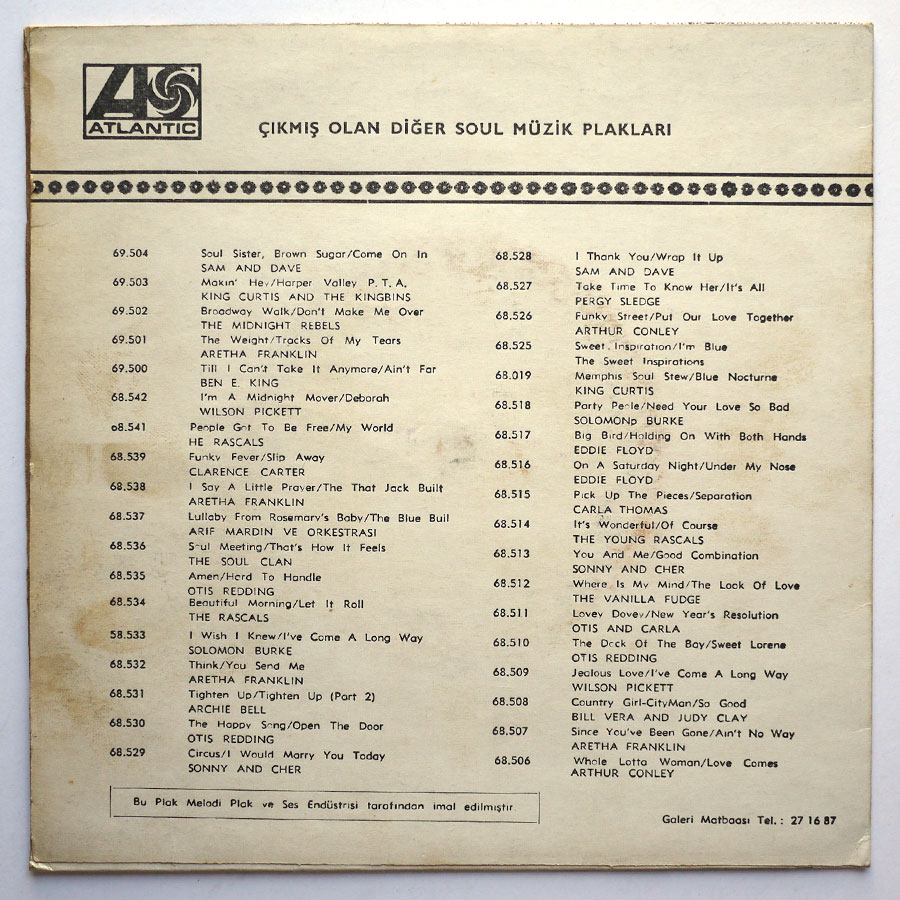 ATLANTIC
ÇIKMIŞ OLAN DİĞER SOUL MÜZİK PLAKLARI
69.504 Soul Sister, Brown Sugar/Come On In
SAM AND DAVE
69.503 Makin' Hey/Harper Valley P. T. A.
KING CURTIS AND THE KINGBINS
69.502 Broadway Walk/Don't Make Me Over
THE MIDNIGHT REBELS
69.501 The Weight/Tracks Of My Tears
ARETHA FRANKLIN
69.500 Till I Can't Take It Anymore/Ain't Far
BEN E. KING
68.542 I'm A Midnight Mover/Deborah
WILSON PICKETT
68.541 People Got To Be Free/My World
HE RASCALS
68.539 Funky Fever/Slip Away
CLARENCE CARTER
68.538 I Say A Little Prayer/The That Jack Built
ARETHA FRANKLIN
68.537 Lullaby From Rosemary's Baby/The Blue Buil
ARIF MARDIN VE ORKESTRASI
68.536 Soul Meeting/That's How It Feels
THE SOUL CLAN
68.535 Amen/Herd To Handle
OTIS REDDING
68.534 Beautiful Morning/Let It Roll
THE RASCALS
58.533 I Wish I Knew/I've Come A Long Way
SOLOMON BURKE
68.532 Think/You Send Me
ARETHA FRANKLIN
68.531 Tighten Up/Tighten Up (Part 2)
ARCHIE BELL
68.530 The Happy Song/Open The Door
OTIS REDDING
68.529 Circus/I Would Marry You Today
SONNY AND CHER
68.528 I Thank You/Wrap It Up
SAM AND DAVE
68.527 Take Time To Know Her/It's All
PERGY SLEDGE
68.526 Funky Street/Put Our Love Together
ARTHUR CONLEY
68.525 Sweet Inspiration/I'm Blue
The Sweet Inspirations
68.019 Memphis Soul Stew/Blue Nocturne
KING CURTIS
68.518 Party /Need Your Love So Bad
SOLOMONp BURKE
68.517 Big Bird/Holding On With Both Hands
EDDIE FLOYD
68.516 On A Saturday Night/Under My Nose
EDDIE FLOYD
68.515 Pick Up The Pieces/Separation
CARLA THOMAS
68.514 It's Wonderful/Of Course
THE YOUNG RASCALS
68.513 You And Me/Good Combination
SONNY AND CHER
68.512 Where Is My Mind/The Look Of Love
THE VANILLA FUDGE
68.511 Lovey Dovey/New Year's Resolution
OTIS AND CARLA
68.510 The Dock Of The Bay/Sweet Lorene
OTIS REDDING
68.509 Jealous Love/I've Come A Long Way
WILSON PICKETT
68.508 Country Girl-CityMan/So Good
BILL VERA AND JUDY CLAY
68.507 Since You've Been Gone/Ain't No Way
ARETHA FRANKLIN
68.506 Whole Lotta Woman/Love Comes
ARTHUR CONLEY
Bu Plak Melodi Plak ve Ses Endüstrisi tarafından imal edilmiştir.
Galeri Matbaası Tel.: 27 16 87